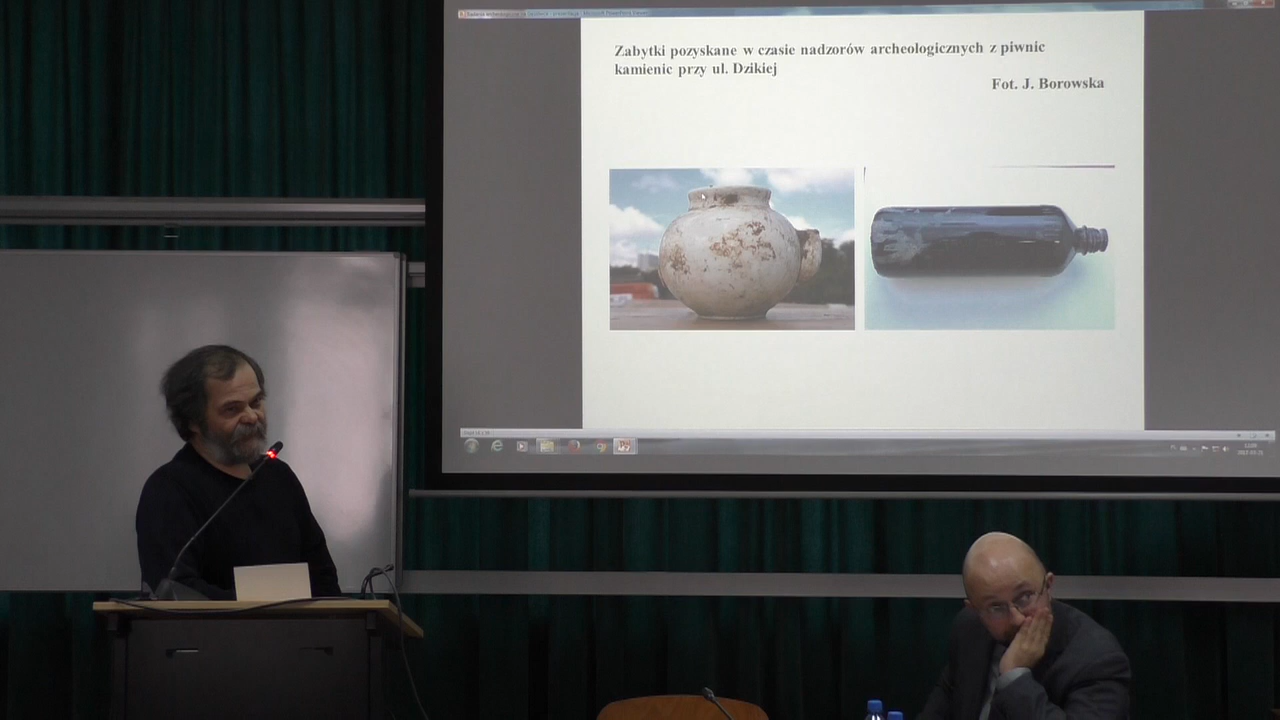 Zabytki pozyskane w czasie nadzorów archeologicznych z piwnic
kamienic przy ul. Dzikiej
Fot. J. Borowska